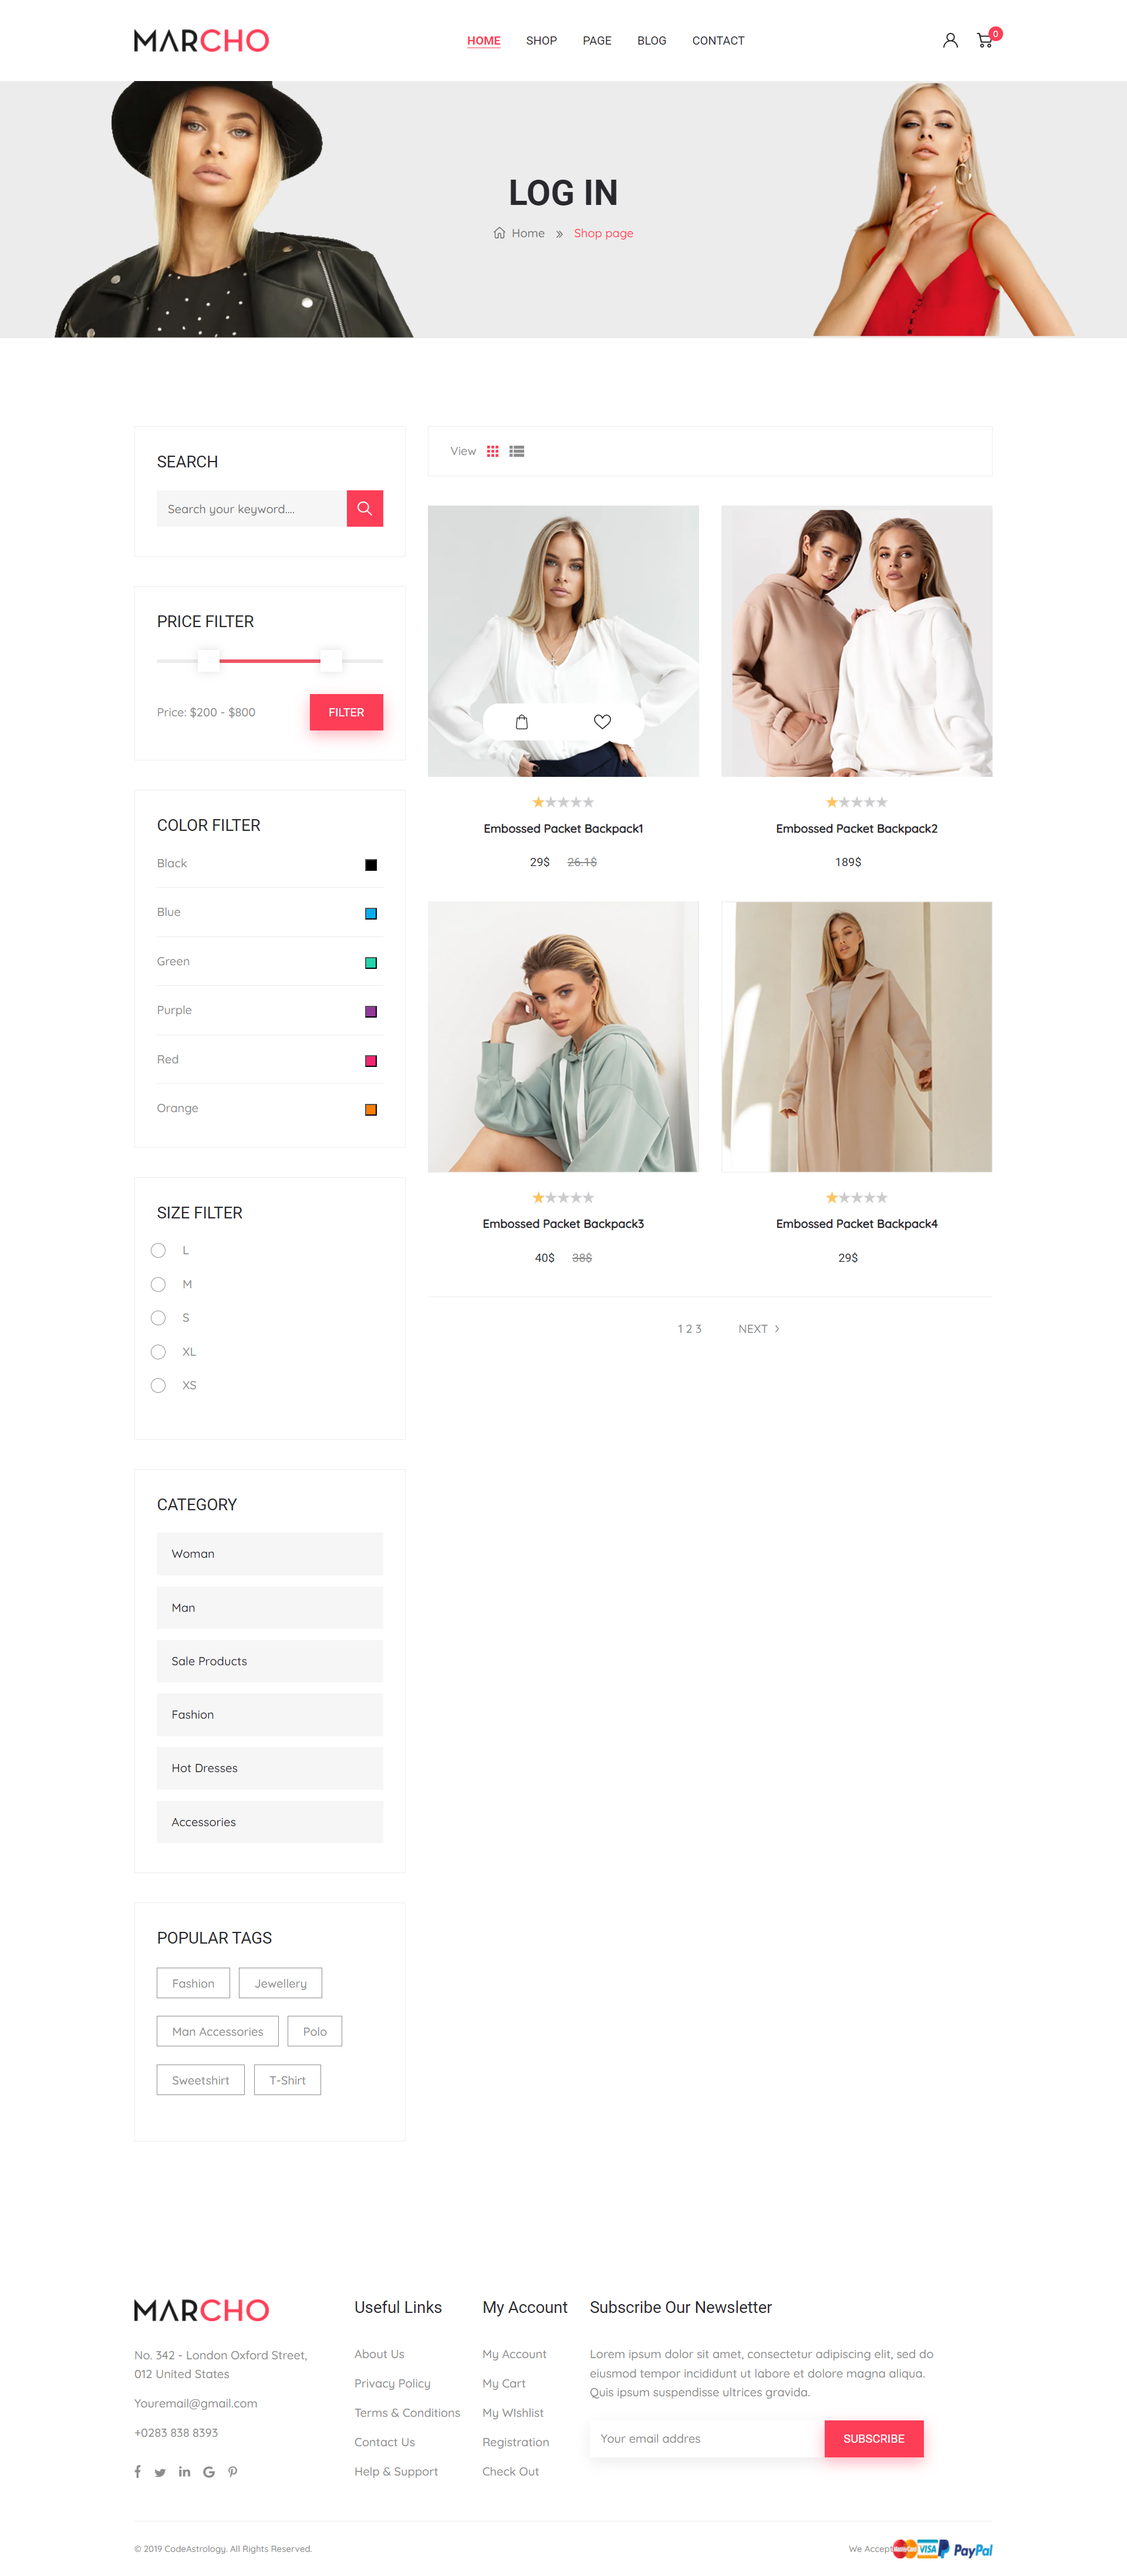 MARCHO
HOME SHOP PAGE BLOG CONTACT
0
LOG IN
Home » Shop page
SEARCH
Search your keyword....
PRICE FILTER
Price: $200 - $800
FILTER
COLOR FILTER
Black
Blue
Green
Purple
Red
Orange
SIZE FILTER
L
M
S
XL
XS
CATEGORY
Woman
Man
Sale Products
Fashion
Hot Dresses
Accessories
POPULAR TAGS
Fashion Jewellery
Man Accessories Polo
Sweetshirt T-Shirt
View
Embossed Packet Backpack1
29$ 26.1$
Embossed Packet Backpack2
189$
Embossed Packet Backpack3
40$ 38$
Embossed Packet Backpack4
29$
1 2 3 NEXT
MARCHO
No. 342 - London Oxford Street,
012 United States
Youremail@gmail.com
+0283 838 8393
Useful Links
About Us
Privacy Policy
Terms & Conditions
Contact Us
Help & Support
My Account
My Account
My Cart
My WIshlist
Registration
Check Out
Subscribe Our Newsletter
Lorem ipsum dolor sit amet, consectetur adipiscing elit, sed do
eiusmod tempor incididunt ut labore et dolore magna aliqua.
Quis ipsum suspendisse ultrices gravida.
Your email addres
SUBSCRIBE
© 2019 CodeAstrology. All Rights Reserved.
We Accept
VISA
PayPal